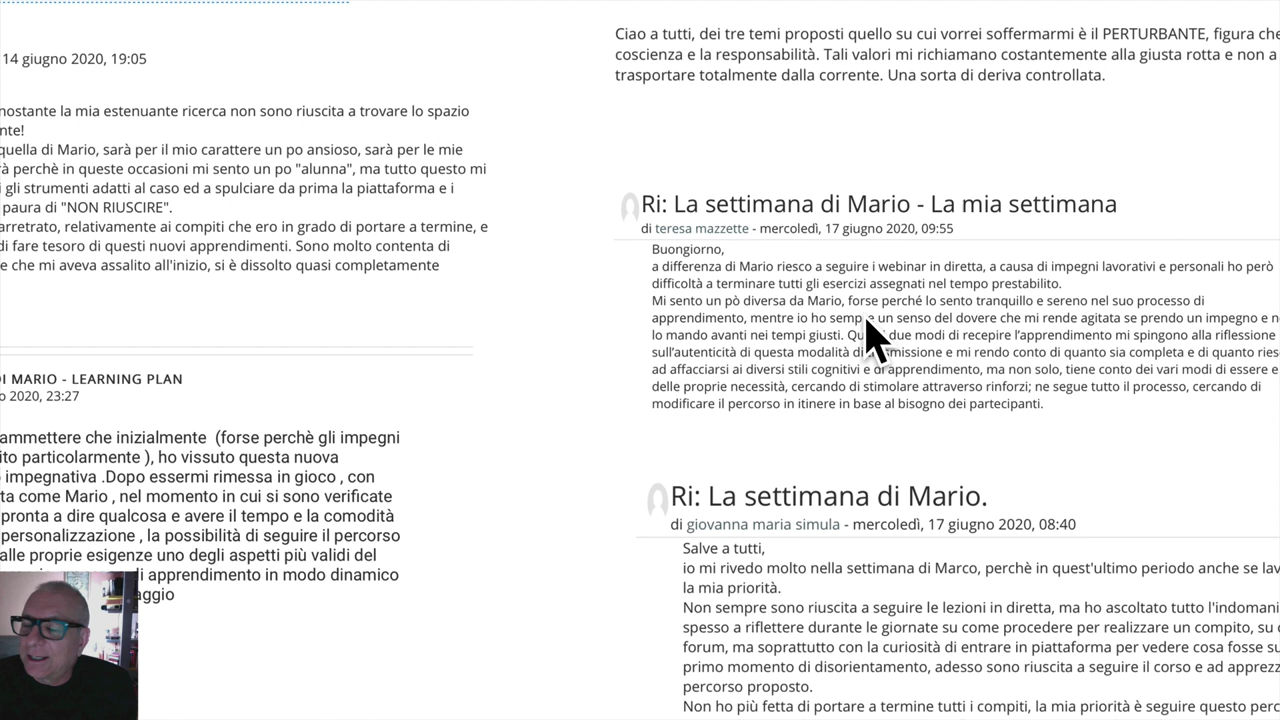 14 giugno 2020, 19:05
nostante la mia estenuante ricerca non sono riuscita a trovare lo spazio
nte!
quella di Mario, sarà per il mio carattere un po ansioso, sarà per le mie
rà perchè in queste occasioni mi sento un po "alunna", ma tutto questo mi
i gli strumenti adatti al caso ed a spulciare da prima la piattaforma e i
paura di "NON RIUSCIRE".
arretrato, relativamente ai compiti che ero in grado di portare a termine, e
di fare tesoro di questi nuovi apprendimenti. Sono molto contenta di
e che mi aveva assalito all'inizio, si è dissolto quasi completamente
DI MARIO - LEARNING PLAN
o 2020, 23:27
ammettere che inizialmente (forse perchè gli impegni
ito particolarmente ), ho vissuto questa nuova
impegnativa .Dopo essermi rimessa in gioco , con
ta come Mario , nel momento in cui si sono verificate
pronta a dire qualcosa e avere il tempo e la comodità
personalizzazione , la possibilità di seguire il percorso
alle proprie esigenze uno degli aspetti più validi del
li apprendimento in modo dinamico
aggio
Ciao a tutti, dei tre temi proposti quello su cui vorrei soffermarmi è il PERTURBANTE, figura che
coscienza e la responsabilità. Tali valori mi richiamano costantemente alla giusta rotta e non a
trasportare totalmente dalla corrente. Una sorta di deriva controllata.
Ri: La settimana di Mario - La mia settimana
di teresa mazzette - mercoledì, 17 giugno 2020, 09:55
Buongiorno,
a differenza di Mario riesco a seguire i webinar in diretta, a causa di impegni lavorativi e personali ho però
difficoltà a terminare tutti gli esercizi assegnati nel tempo prestabilito.
Mi sento un pò diversa da Mario, forse perché lo sento tranquillo e sereno nel suo processo di
apprendimento, mentre io ho sempre un senso del dovere che mi rende agitata se prendo un impegno e n
lo mando avanti nei tempi giusti. due modi di recepire l'apprendimento mi spingono alla riflessione
sull'autenticità di questa modalità di e mi rendo conto di quanto sia completa e di quanto ries
ad affacciarsi ai diversi stili cognitivi e apprendimento, ma non solo, tiene conto dei vari modi di essere e
delle proprie necessità, cercando di stimolare attraverso rinforzi; ne segue tutto il processo, cercando di
modificare il percorso in itinere in base al bisogno dei partecipanti.
Ri: La settimana di Mario.
di giovanna maria simula - mercoledì, 17 giugno 2020, 08:40
Salve a tutti,
io mi rivedo molto nella settimana di Marco, perchè in quest'ultimo periodo anche se lav
la mia priorità.
Non sempre sono riuscita a seguire le lezioni in diretta, ma ho ascoltato tutto l'indomani
spesso a riflettere durante le giornate su come procedere per realizzare un compito, su c
forum, ma soprattutto con la curiosità di entrare in piattaforma per vedere cosa fosse su
primo momento di disorientamento, adesso sono riuscita a seguire il corso e ad apprezz
percorso proposto.
Non ho più fetta di portare a termine tutti i compiti, la mia priorità è seguire questo perc